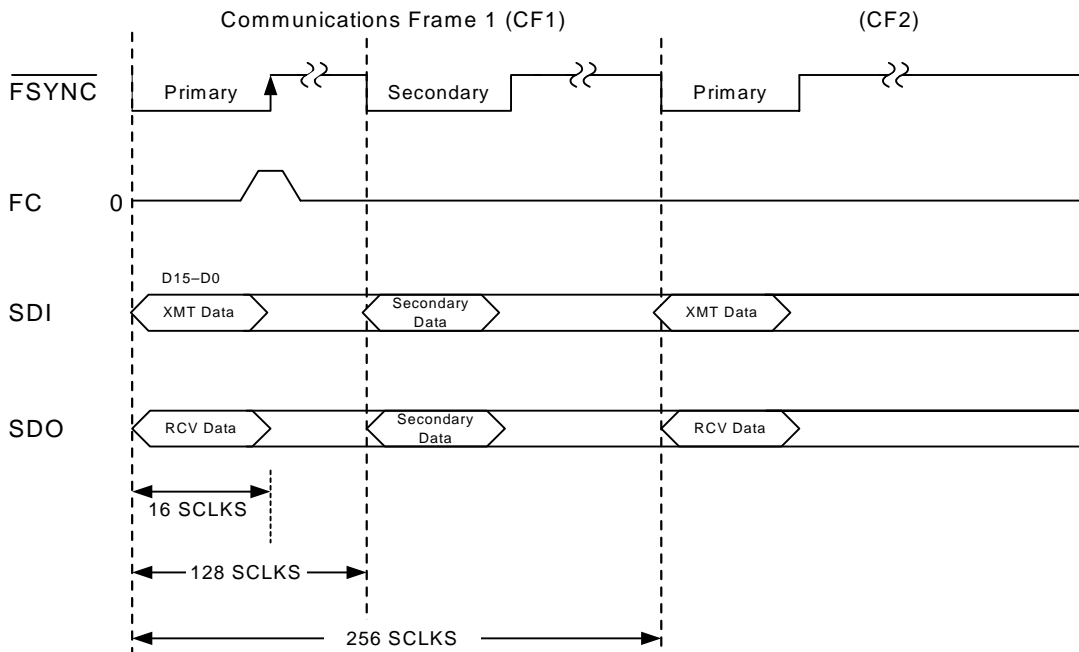 Communications Frame 1 (CF1) (CF2)
FSYNC Primary Secondary Primary
FC 0
D15–D0
SDI XMT Data Secondary Data XMT Data
SDO RCV Data Secondary Data RCV Data
16 SCLKS
128 SCLKS
256 SCLKS